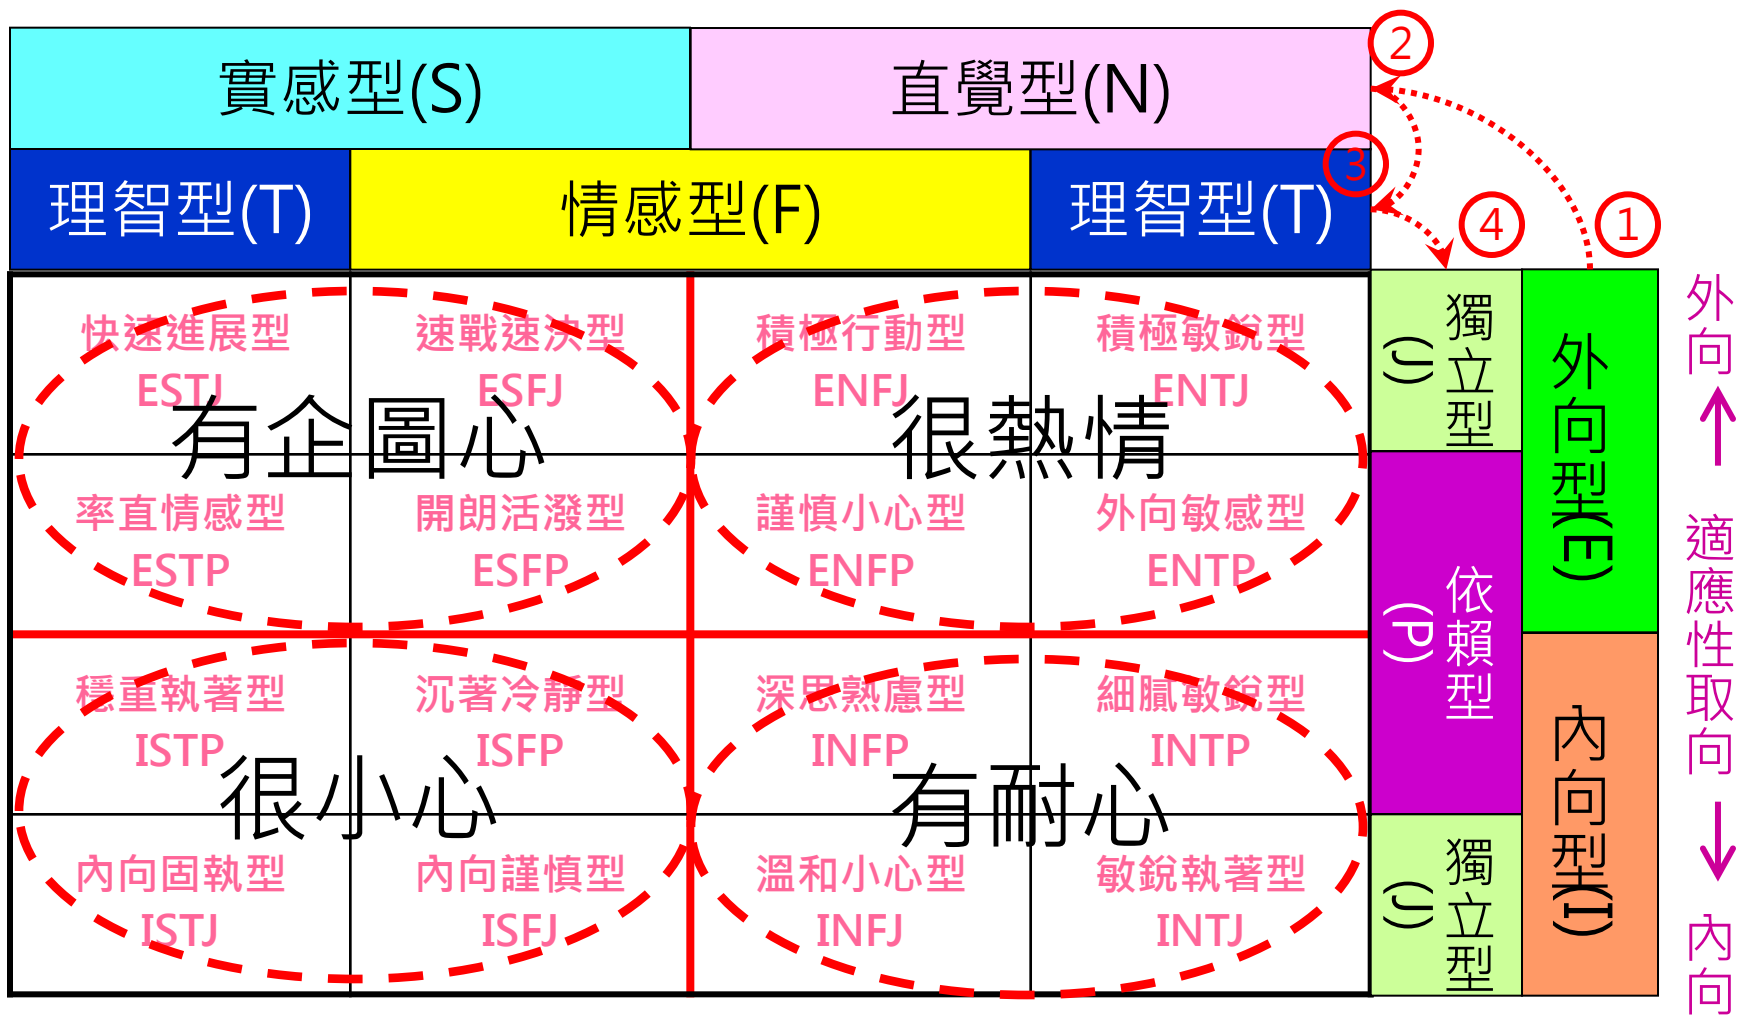 實感型(S)
直覺型(N)
②
理智型(T)
情感型(F)
理智型(T)
③
④
①
快速進展型
ESTJ
速戰速決型
ESFJ
積極行動型
ENFJ
積極敏銳型
ENTJ
有企圖心
很熱情
率直情感型
ESTP
開朗活潑型
ESFP
謹慎小心型
ENFP
外向敏感型
ENTP
穩重執著型
ISTP
沉著冷靜型
ISFP
深思熟慮型
INFP
細膩敏銳型
INTP
很小心
有耐心
內向固執型
ISTJ
內向謹慎型
ISFJ
溫和小心型
INFJ
敏銳執著型
INTJ
獨立型
(J)
依賴型
(P)
獨立型
(J)
外向型(E)
內向型(I)
外向
適應性取向
內向